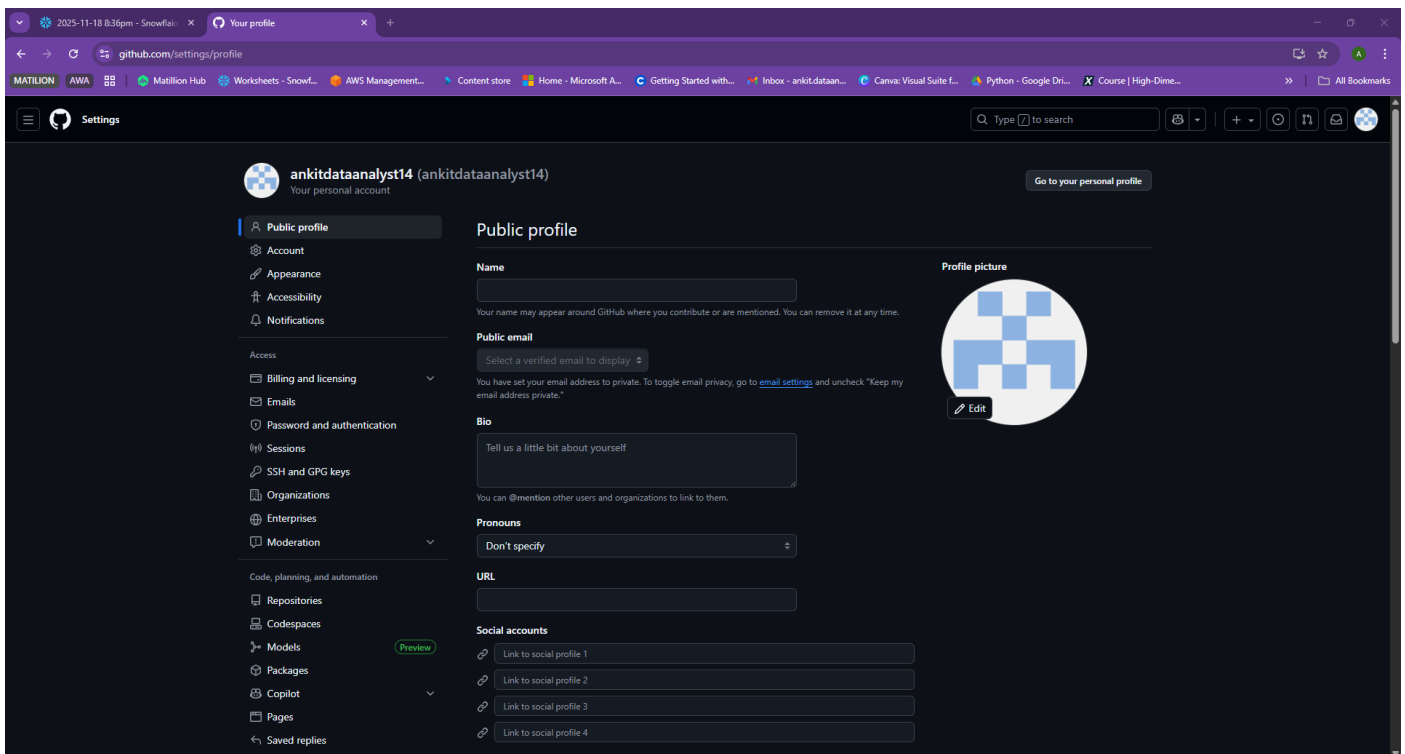 2025-11-18 8:36pm - Snowflak
Your profile
github.com/settings/profile
MATILION
AWA
Matillion Hub
Worksheets - Snowf...
AWS Management...
Content store
Home - Microsoft A...
Getting Started with...
Inbox - ankit.dataan...
Canva: Visual Suite f...
Python - Google Dri...
Course | High-Dime...
All Bookmarks
A
Settings
Type / to search
ankitdataanalyst14 (ankitdataanalyst14)
Your personal account
Go to your personal profile
Public profile
Account
Appearance
Accessibility
Notifications
Access
Billing and licensing
Emails
Password and authentication
Sessions
SSH and GPG keys
Organizations
Enterprises
Moderation
Code, planning, and automation
Repositories
Codespaces
Models
Preview
Packages
Copilot
Pages
Saved replies
Public profile
Name
Your name may appear around GitHub where you contribute or are mentioned. You can remove it at any time.
Public email
Select a verified email to display
You have set your email address to private. To toggle email privacy, go to email settings and uncheck "Keep my
email address private."
Bio
Tell us a little bit about yourself
You can @mention other users and organizations to link to them.
Pronouns
Don't specify
URL
Social accounts
Link to social profile 1
Link to social profile 2
Link to social profile 3
Link to social profile 4
Profile picture
Edit